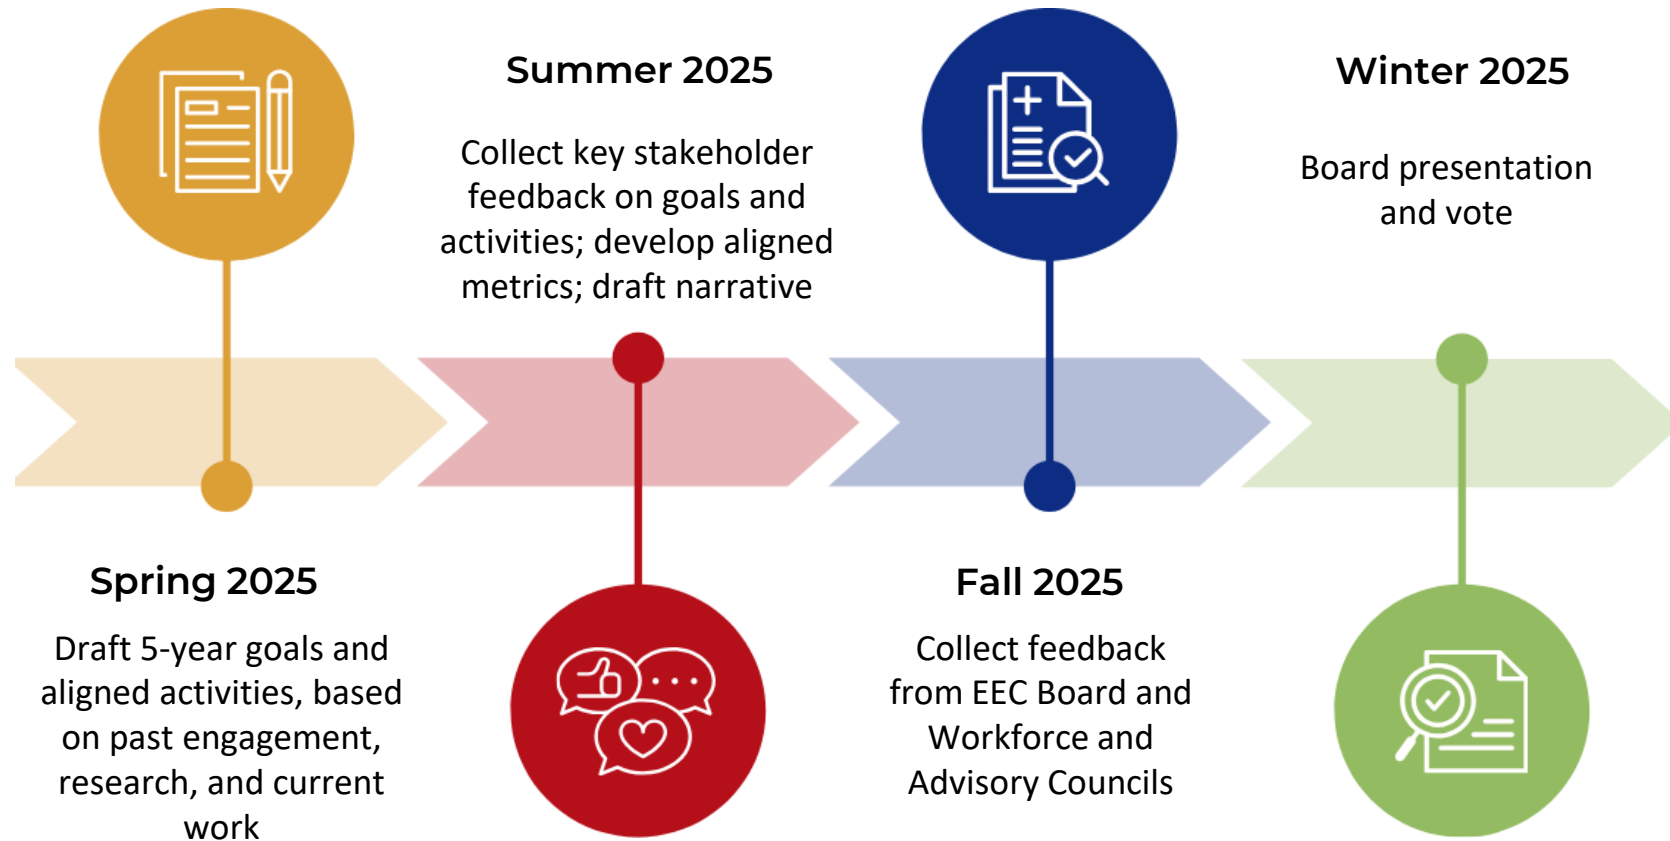 Spring 2025
Draft 5-year goals and
aligned activities, based
on past engagement,
research, and current
work
Summer 2025
Collect key stakeholder
feedback on goals and
activities; develop aligned
metrics; draft narrative
Fall 2025
Collect feedback
from EEC Board and
Workforce and
Advisory Councils
Winter 2025
Board presentation
and vote